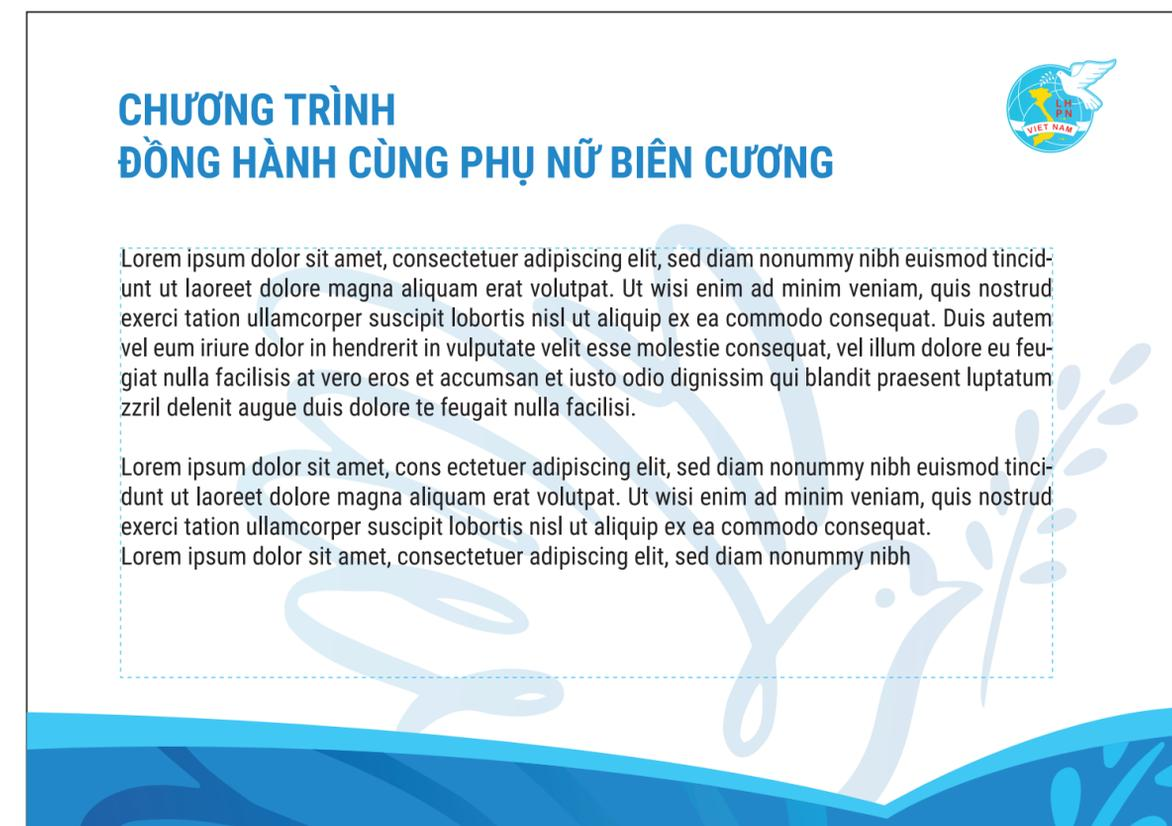 CHƯƠNG TRÌNH
ĐỒNG HÀNH CÙNG PHỤ NỮ BIÊN CƯƠNG
LH
PN
VIET NAM
Lorem ipsum dolor sit amet, consectetuer adipiscing elit, sed diam nonummy nibh euismod tincid-
unt ut laoreet dolore magna aliquam erat volutpat. Ut wisi enim ad minim veniam, quis nostrud
exerci tation ullamcorper suscipit lobortis nisl ut aliquip ex ea commodo consequat. Duis autem
vel eum iriure dolor in hendrerit in vulputate velit esse molestie consequat, vel illum dolore eu feu-
giat nulla facilisis at vero eros et accumsan et iusto odio dignissim qui blandit praesent luptatum
zzril delenit augue duis dolore te feugait nulla facilisi.
Lorem ipsum dolor sit amet, cons ectetuer adipiscing elit, sed diam nonummy nibh euismod tinci-
dunt ut laoreet dolore magna aliquam erat volutpat. Ut wisi enim ad minim veniam, quis nostrud
exerci tation ullamcorper suscipit lobortis nisl ut aliquip ex ea commodo consequat.
Lorem ipsum dolor sit amet, consectetuer adipiscing elit, sed diam nonummy nibh